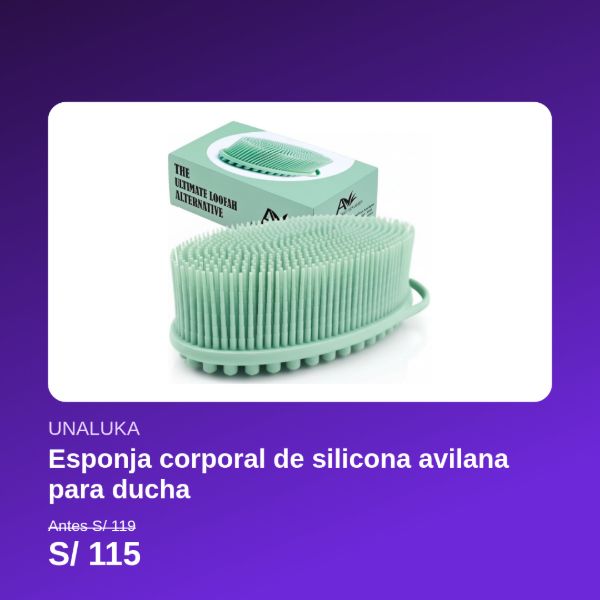 THE
ULTIMATE LOOFAH
ALTERNATIVE
UNALUKA
Esponja corporal de silicona avilana
para ducha
Antes S/ 119
S/ 115